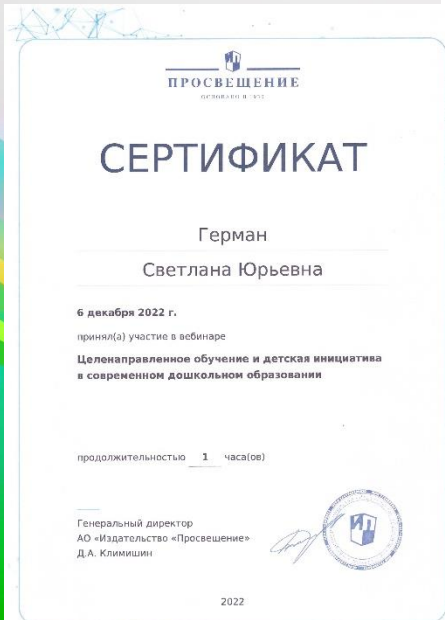 ПРОСВЕЩЕНИЕ
СЕРТИФИКАТ
Герман
Светлана Юрьевна
6 декабря 2022 г.
принял(а) участие в вебинаре
Целенаправленное обучение и детская инициатива
в современном дошкольном образовании
продолжительностью 1 часа(ов)
Генеральный директор
АО «Издательство «Просвещение»
Д.А. Климишин
2022